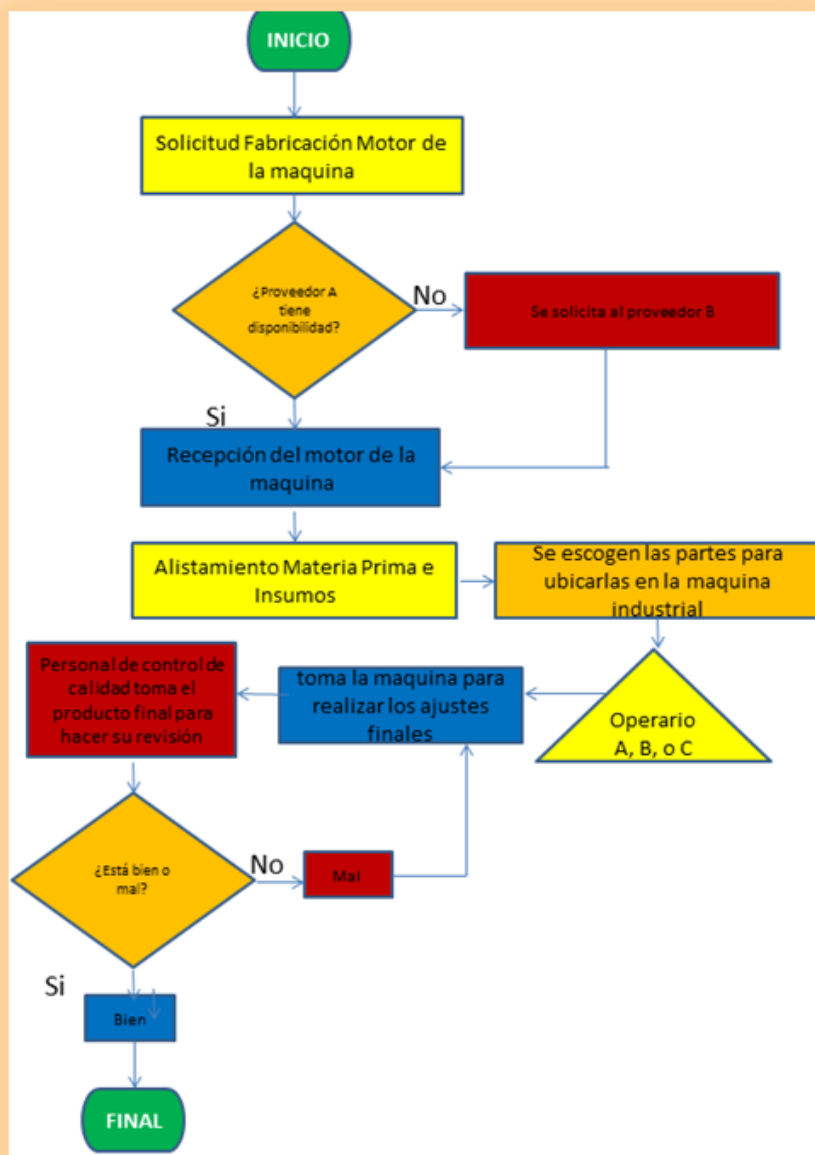 INICIO
Solicitud Fabricación Motor de
la maquina
¿Proveedor A
tiene
disponibilidad?
No
Se solicita al proveedor B
Si
Recepción del motor de la
maquina
Alistamiento Materia Prima e
Insumos
Se escogen las partes para
ubicarlas en la maquina
industrial
Operario
A, B, o C
toma la maquina para
realizar los ajustes
finales
Personal de control de
calidad toma el
producto final para
hacer su revisión
¿Está bien o
mal?
No
Mal
Si
Bien
FINAL